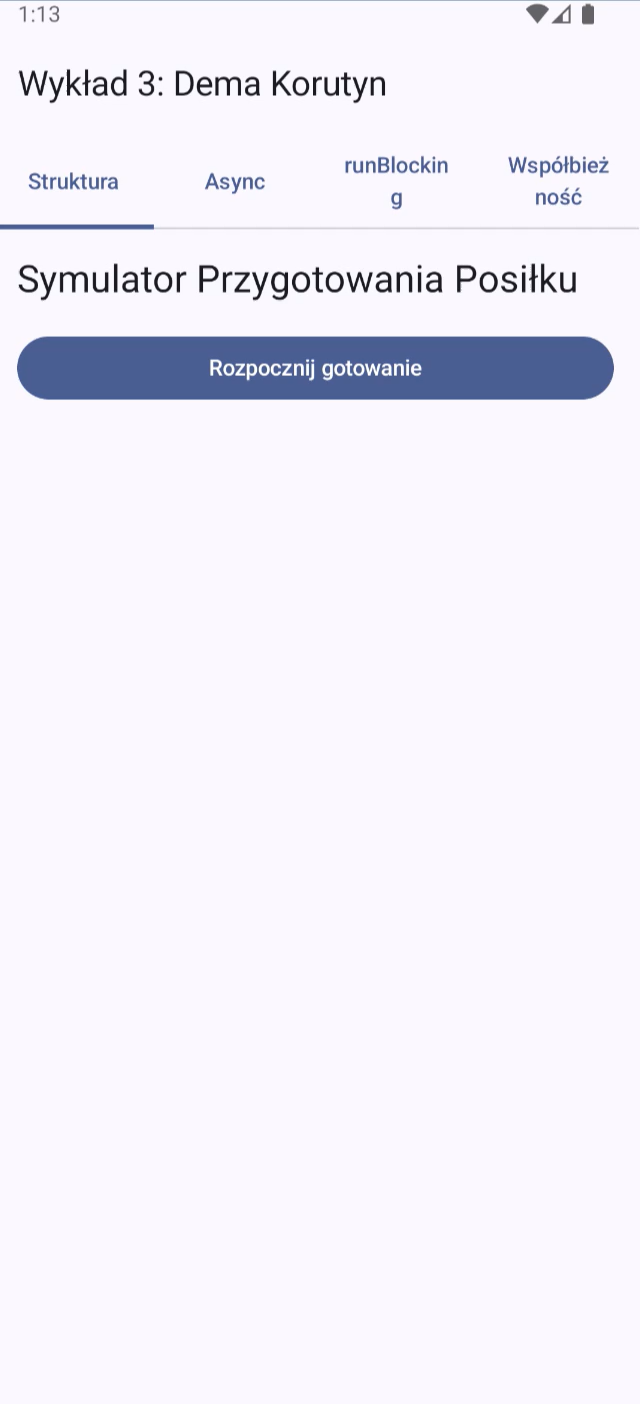 1:13
Wykład 3: Dema Korutyn
Struktura
Async
runBlockin
g
Współbież
ność
Symulator Przygotowania Posiłku
Rozpocznij gotowanie